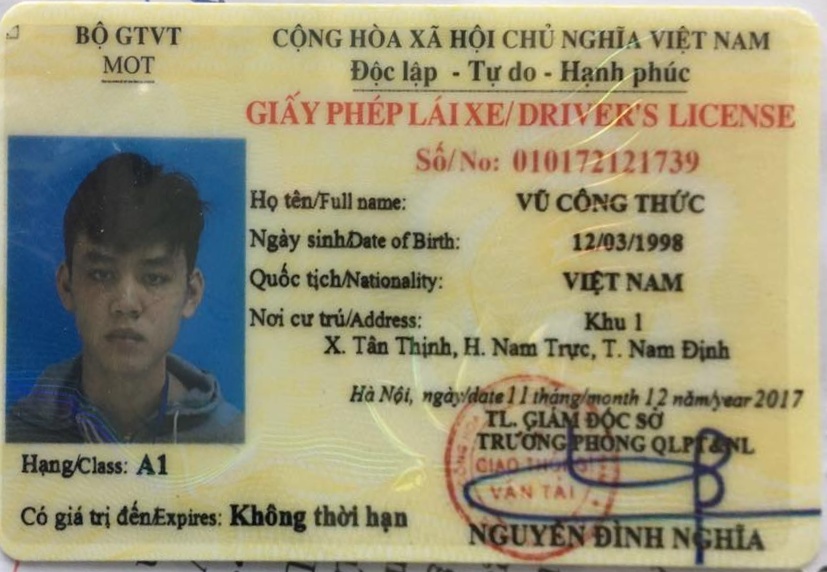 BỘ GTVT
MOT
CỘNG HÒA XÃ HỘI CHỦ NGHĨA VIỆT NAM
Độc lập - Tự do - Hạnh phúc
GIẤY PHÉP LÁI XE/ DRIVER'S LICENSE
Số/No: 010172121739
Họ tên/Full name: VŨ CÔNG THỨC
Ngày sinh/Date of Birth: 12/03/1998
Quốc tịch/Nationality: VIỆT NAM
Nơi cư trú/Address: Khu 1
X. Tân Thịnh, H. Nam Trực, T. Nam Định
Hà Nội, ngày/date 11 tháng/month 12 năm/year 2017
TL. GIÁM ĐỐC SỞ
TRƯỞNG PHÒNG QLPT&NL
GIAO THÔNG
VẬN TẢI
NGUYỄN ĐÌNH NGHĨA
Hạng/Class: A1
Có giá trị đến/Expires: Không thời hạn